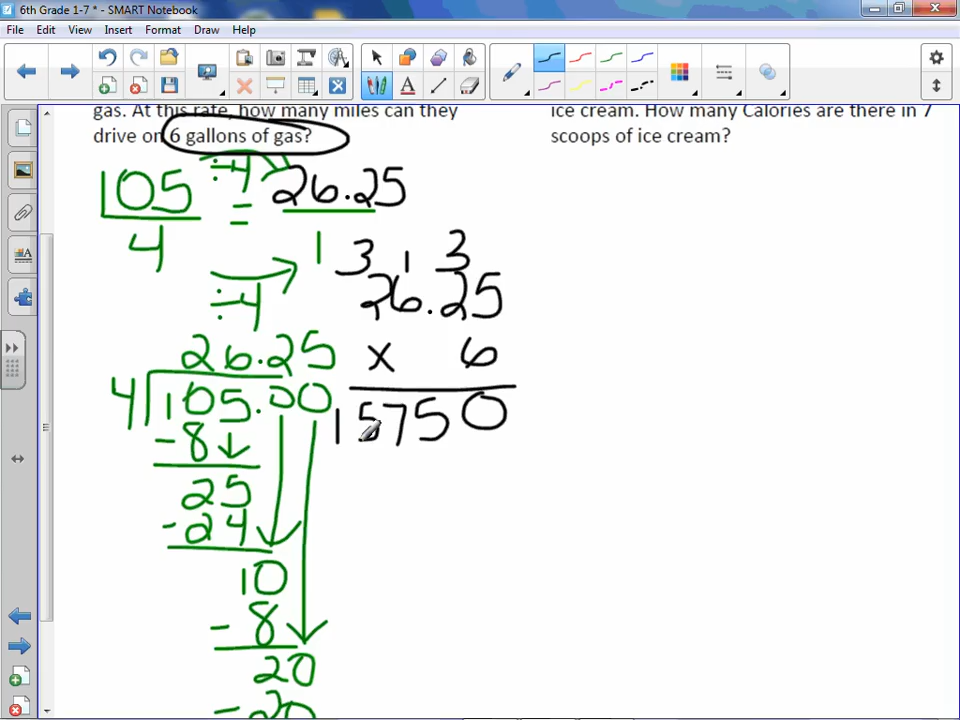 6th Grade 1-7 * - SMART Notebook
File Edit View Insert Format Draw Help
gas. At this rate, how many miles can they
drive on 6 gallons of gas?
ice cream. How many Calories are there in 7
scoops of ice cream?
105 ÷4 26.25
=
4 1
÷4
3 1 3
26.25
x 6
15750
26.25
4 105.00
-8
25
-24
10
- 8
20
-20